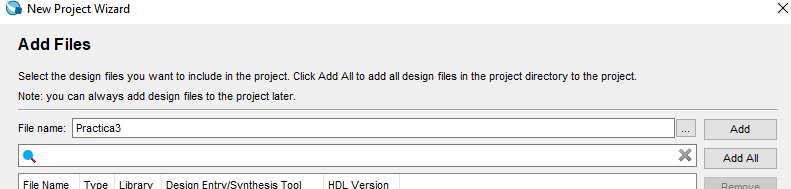 New Project Wizard
Add Files
Select the design files you want to include in the project. Click Add All to add all design files in the project directory to the project.
Note: you can always add design files to the project later.
File name: Practica3 ... Add
Add All
File Name Type Library Design Entry/Synthesis Tool HDL Version Remove